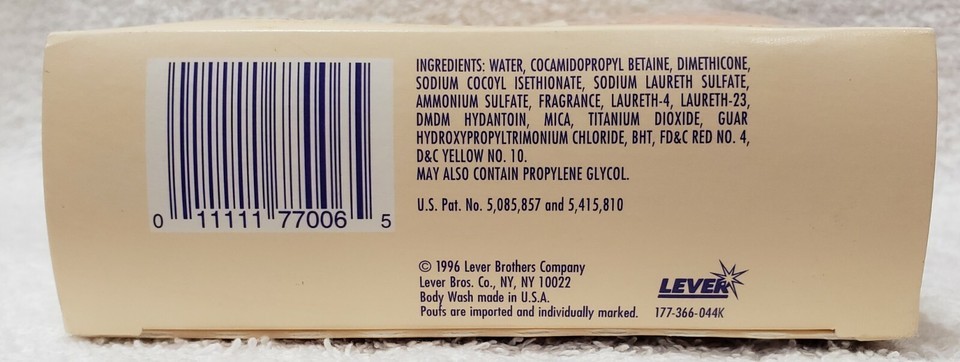 INGREDIENTS: WATER, COCAMIDOPROPYL BETAINE, DIMETHICONE,
SODIUM COCOYL ISETHIONATE, SODIUM LAURETH SULFATE,
AMMONIUM SULFATE, FRAGRANCE, LAURETH-4, LAURETH-23,
DMDM HYDANTOIN, MICA, TITANIUM DIOXIDE, GUAR
HYDROXYPROPYLTRIMONIUM CHLORIDE, BHT, FD&C RED NO. 4,
D&C YELLOW NO. 10.
MAY ALSO CONTAIN PROPYLENE GLYCOL.
U.S. Pat. No. 5,085,857 and 5,415,810
0 11111 77006 5
© 1996 Lever Brothers Company
Lever Bros. Co., NY, NY 10022
Body Wash made in U.S.A.
Poufs are imported and individually marked.
LEVER
177-366-044K